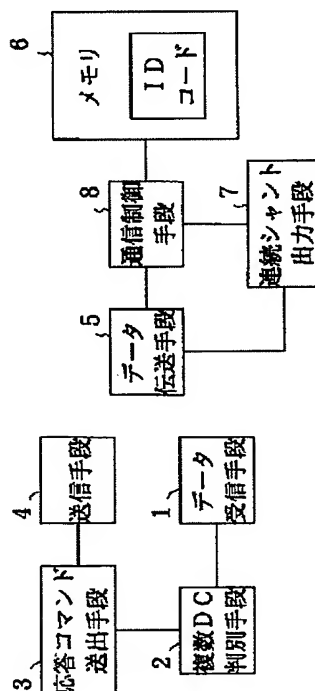 3
応答コマンド
送出手段
4
送信手段
2
複数DC
判別手段
1
データ
受信手段
5
データ
伝送手段
8
通信制御
手段
6
メモリ
ID
コード
7
連続シャント
出力手段